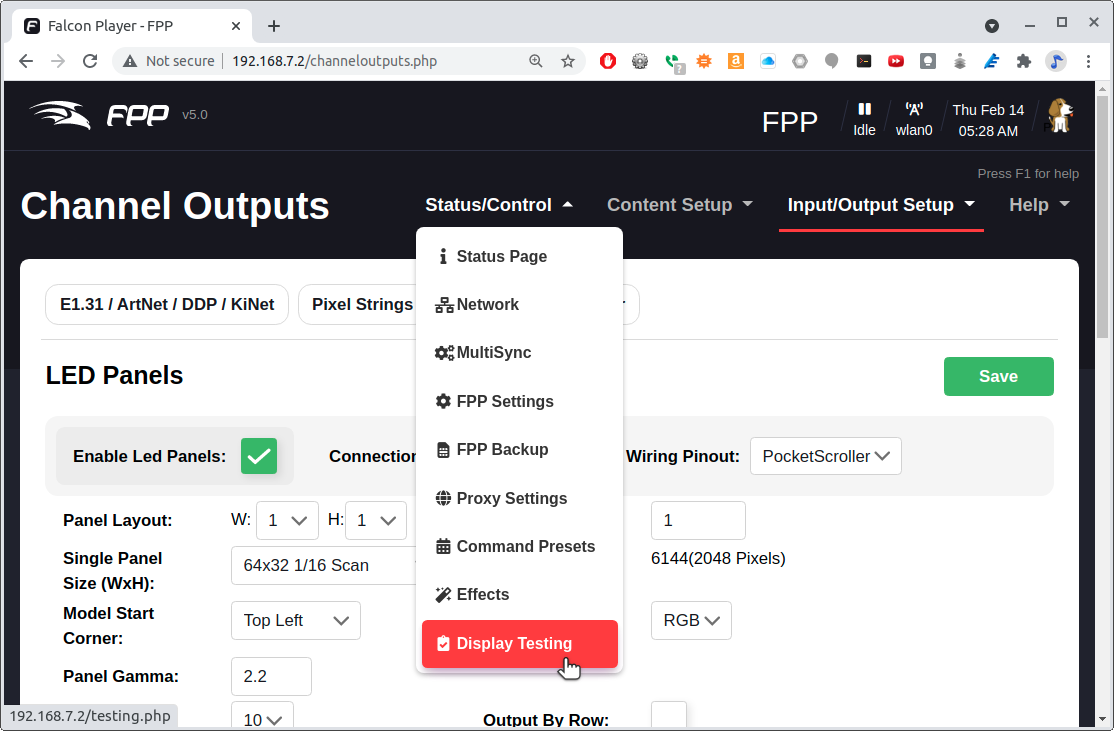 Falcon Player - FPP
Not secure
192.168.7.2/channeloutputs.php
FPP
v5.0
FPP
Idle
wlan0
Thu Feb 14
05:28 AM
Press F1 for help
Channel Outputs
Status/Control
Content Setup
Input/Output Setup
Help
E1.31 / ArtNet / DDP / KiNet
Pixel Strings
Status Page
Network
MultiSync
FPP Settings
FPP Backup
Proxy Settings
Command Presets
Effects
Display Testing
LED Panels
Save
Enable Led Panels:
Connection
Wiring Pinout:
PocketScroller
Panel Layout:
W:
1
H:
1
1
Single Panel
Size (WxH):
64x32 1/16 Scan
6144(2048 Pixels)
Model Start
Corner:
Top Left
RGB
Panel Gamma:
2.2
10
Output By Row:
192.168.7.2/testing.php